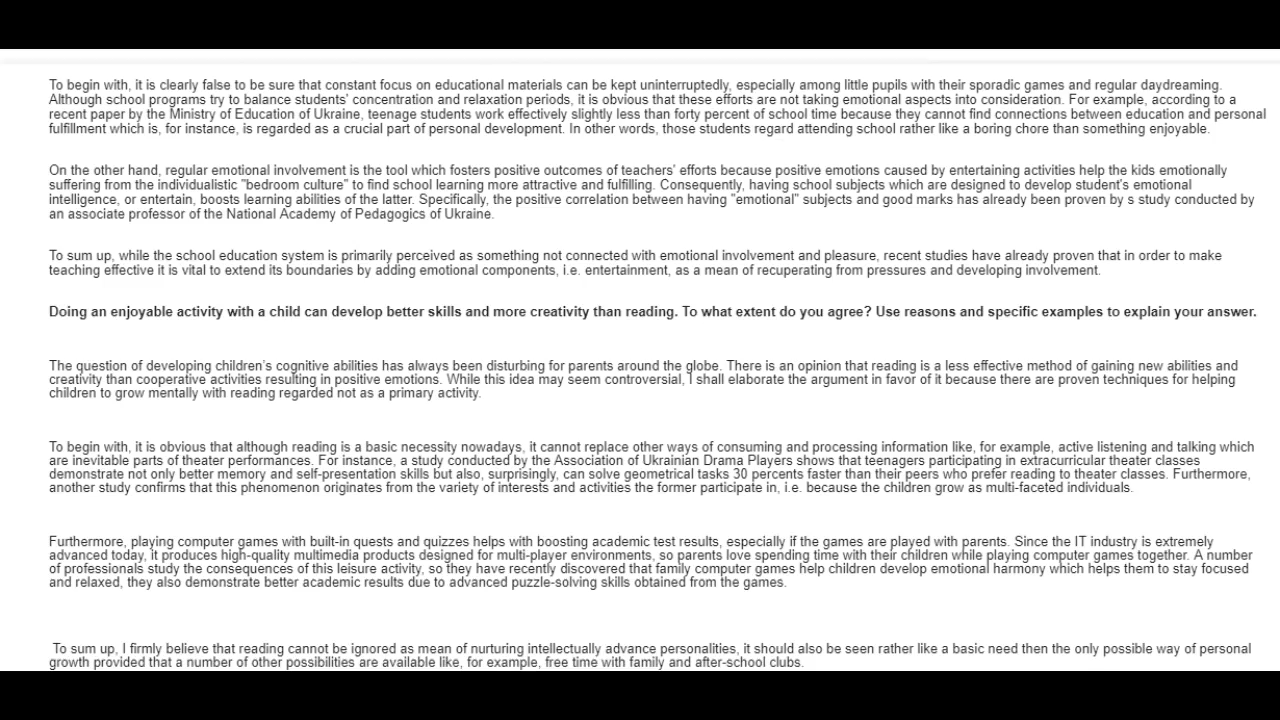 To begin with, it is clearly false to be sure that constant focus on educational materials can be kept uninterruptedly, especially among little pupils with their sporadic games and regular daydreaming.
Although school programs try to balance students' concentration and relaxation periods, it is obvious that these efforts are not taking emotional aspects into consideration. For example, according to a
recent paper by the Ministry of Education of Ukraine, teenage students work effectively slightly less than forty percent of school time because they cannot find connections between education and personal
fulfillment which is, for instance, is regarded as a crucial part of personal development. In other words, those students regard attending school rather like a boring chore than something enjoyable.
On the other hand, regular emotional involvement is the tool which fosters positive outcomes of teachers' efforts because positive emotions caused by entertaining activities help the kids emotionally
suffering from the individualistic "bedroom culture" to find school learning more attractive and fulfilling. Consequently, having school subjects which are designed to develop student's emotional
intelligence, or entertain, boosts learning abilities of the latter. Specifically, the positive correlation between having "emotional" subjects and good marks has already been proven by s study conducted by
an associate professor of the National Academy of Pedagogics of Ukraine.
To sum up, while the school education system is primarily perceived as something not connected with emotional involvement and pleasure, recent studies have already proven that in order to make
teaching effective it is vital to extend its boundaries by adding emotional components, i.e. entertainment, as a mean of recuperating from pressures and developing involvement.
Doing an enjoyable activity with a child can develop better skills and more creativity than reading. To what extent do you agree? Use reasons and specific examples to explain your answer.
The question of developing children's cognitive abilities has always been disturbing for parents around the globe. There is an opinion that reading is a less effective method of gaining new abilities and
creativity than cooperative activities resulting in positive emotions. While this idea may seem controversial, I shall elaborate the argument in favor of it because there are proven techniques for helping
children to grow mentally with reading regarded not as a primary activity.
To begin with, it is obvious that although reading is a basic necessity nowadays, it cannot replace other ways of consuming and processing information like, for example, active listening and talking which
are inevitable parts of theater performances. For instance, a study conducted by the Association of Ukrainian Drama Players shows that teenagers participating in extracurricular theater classes
demonstrate not only better memory and self-presentation skills but also, surprisingly, can solve geometrical tasks 30 percents faster than their peers who prefer reading to theater classes. Furthermore,
another study confirms that this phenomenon originates from the variety of interests and activities the former participate in, i.e. because the children grow as multi-faceted individuals.
Furthermore, playing computer games with built-in quests and quizzes helps with boosting academic test results, especially if the games are played with parents. Since the IT industry is extremely
advanced today, it produces high-quality multimedia products designed for multi-player environments, so parents love spending time with their children while playing computer games together. A number
of professionals study the consequences of this leisure activity, so they have recently discovered that family computer games help children develop emotional harmony which helps them to stay focused
and relaxed, they also demonstrate better academic results due to advanced puzzle-solving skills obtained from the games.
To sum up, I firmly believe that reading cannot be ignored as mean of nurturing intellectually advance personalities, it should also be seen rather like a basic need then the only possible way of personal
growth provided that a number of other possibilities are available like, for example, free time with family and after-school clubs.